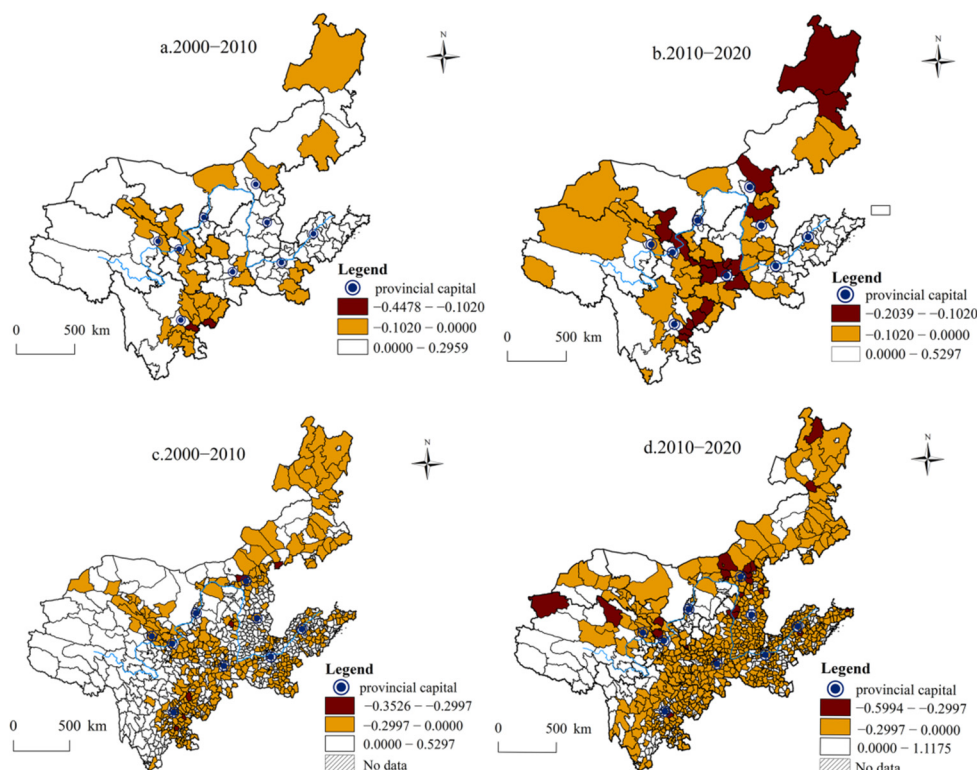 a.2000−2010
N
Legend
provincial capital
−0.4478 − −0.1020
−0.1020 − 0.0000
0.0000 − 0.2959
0 500 km
b.2010−2020
N
Legend
provincial capital
−0.2039 − −0.1020
−0.1020 − 0.0000
0.0000 − 0.5297
0 500 km
c.2000−2010
N
Legend
provincial capital
−0.3526 − −0.2997
−0.2997 − 0.0000
0.0000 − 0.5297
No data
0 500 km
d.2010−2020
N
Legend
provincial capital
−0.5994 − −0.2997
−0.2997 − 0.0000
0.0000 − 1.1175
No data
0 500 km